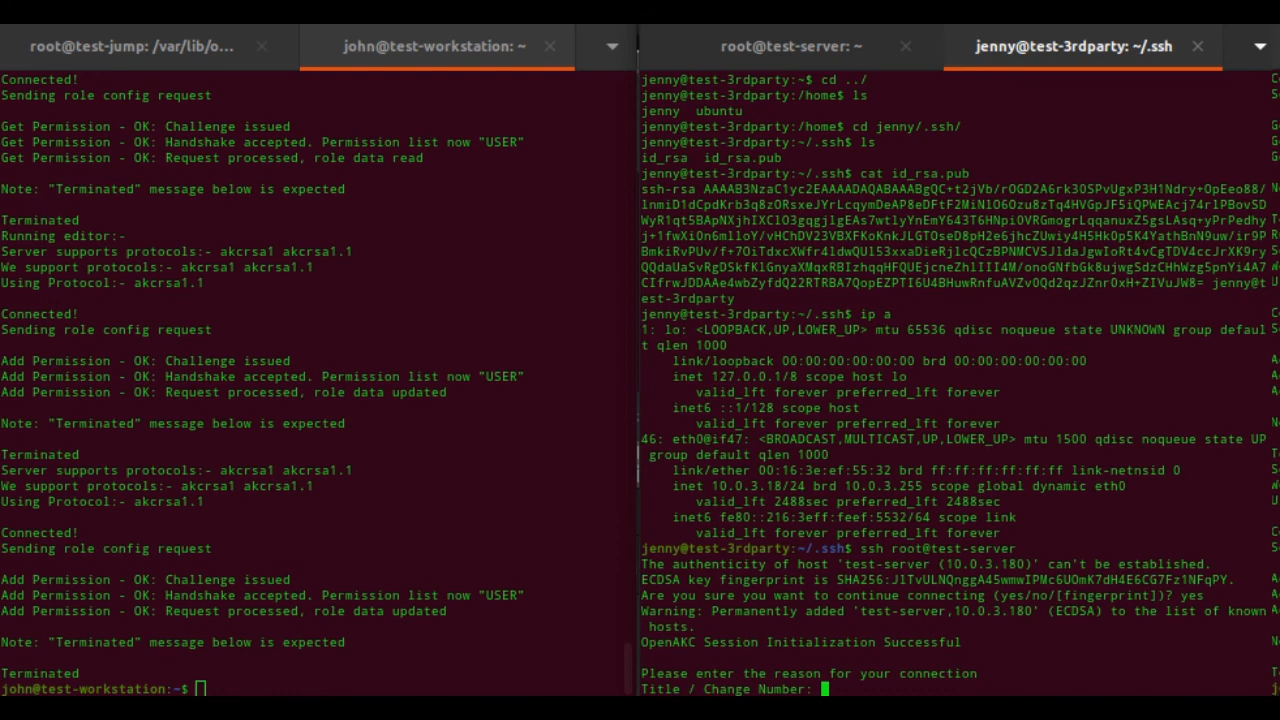 root@test-jump: /var/lib/o...
john@test-workstation: ~
root@test-server: ~
jenny@test-3rdparty: ~/.ssh
Connected!
Sending role config request
Get Permission - OK: Challenge issued
Get Permission - OK: Handshake accepted. Permission list now "USER"
Get Permission - OK: Request processed, role data read
Note: "Terminated" message below is expected
Terminated
Running editor:-
Server supports protocols:- akcrsa1 akcrsa1.1
We support protocols:- akcrsa1 akcrsa1.1
Using Protocol:- akcrsa1.1
Connected!
Sending role config request
Add Permission - OK: Challenge issued
Add Permission - OK: Handshake accepted. Permission list now "USER"
Add Permission - OK: Request processed, role data updated
Note: "Terminated" message below is expected
Terminated
Server supports protocols:- akcrsa1 akcrsa1.1
We support protocols:- akcrsa1 akcrsa1.1
Using Protocol:- akcrsa1.1
Connected!
Sending role config request
Add Permission - OK: Challenge issued
Add Permission - OK: Handshake accepted. Permission list now "USER"
Add Permission - OK: Request processed, role data updated
Note: "Terminated" message below is expected
Terminated
john@test-workstation:~$
jenny@test-3rdparty:~$ cd ../
jenny@test-3rdparty:/home$ ls
jenny  ubuntu
jenny@test-3rdparty:/home$ cd jenny/.ssh/
jenny@test-3rdparty:~/.ssh$ ls
id_rsa  id_rsa.pub
jenny@test-3rdparty:~/.ssh$ cat id_rsa.pub
ssh-rsa
jenny@t
est-3rdparty
jenny@test-3rdparty:~/.ssh$ ip a
1: lo: <LOOPBACK,UP,LOWER_UP> mtu 65536 qdisc noqueue state UNKNOWN group defaul
t qlen 1000
link/loopback 00:00:00:00:00:00 brd 00:00:00:00:00:00
inet 127.0.0.1/8 scope host lo
valid_lft forever preferred_lft forever
inet6 ::1/128 scope host
valid_lft forever preferred_lft forever
46: eth0@if47: <BROADCAST,MULTICAST,UP,LOWER_UP> mtu 1500 qdisc noqueue state UP
group default qlen 1000
link/ether 00:16:3e:ef:55:32 brd ff:ff:ff:ff:ff:ff link-netnsid 0
inet 10.0.3.18/24 brd 10.0.3.255 scope global dynamic eth0
valid_lft 2488sec preferred_lft 2488sec
inet6 fe80::216:3eff:feef:5532/64 scope link
valid_lft forever preferred_lft forever
jenny@test-3rdparty:~/.ssh$ ssh root@test-server
The authenticity of host 'test-server (10.0.3.180)' can't be established.
ECDSA key fingerprint is
Are you sure you want to continue connecting (yes/no/[fingerprint])? yes
Warning: Permanently added 'test-server,10.0.3.180' (ECDSA) to the list of known
hosts.
OpenAKC Session Initialization Successful
Please enter the reason for your connection
Title / Change Number: